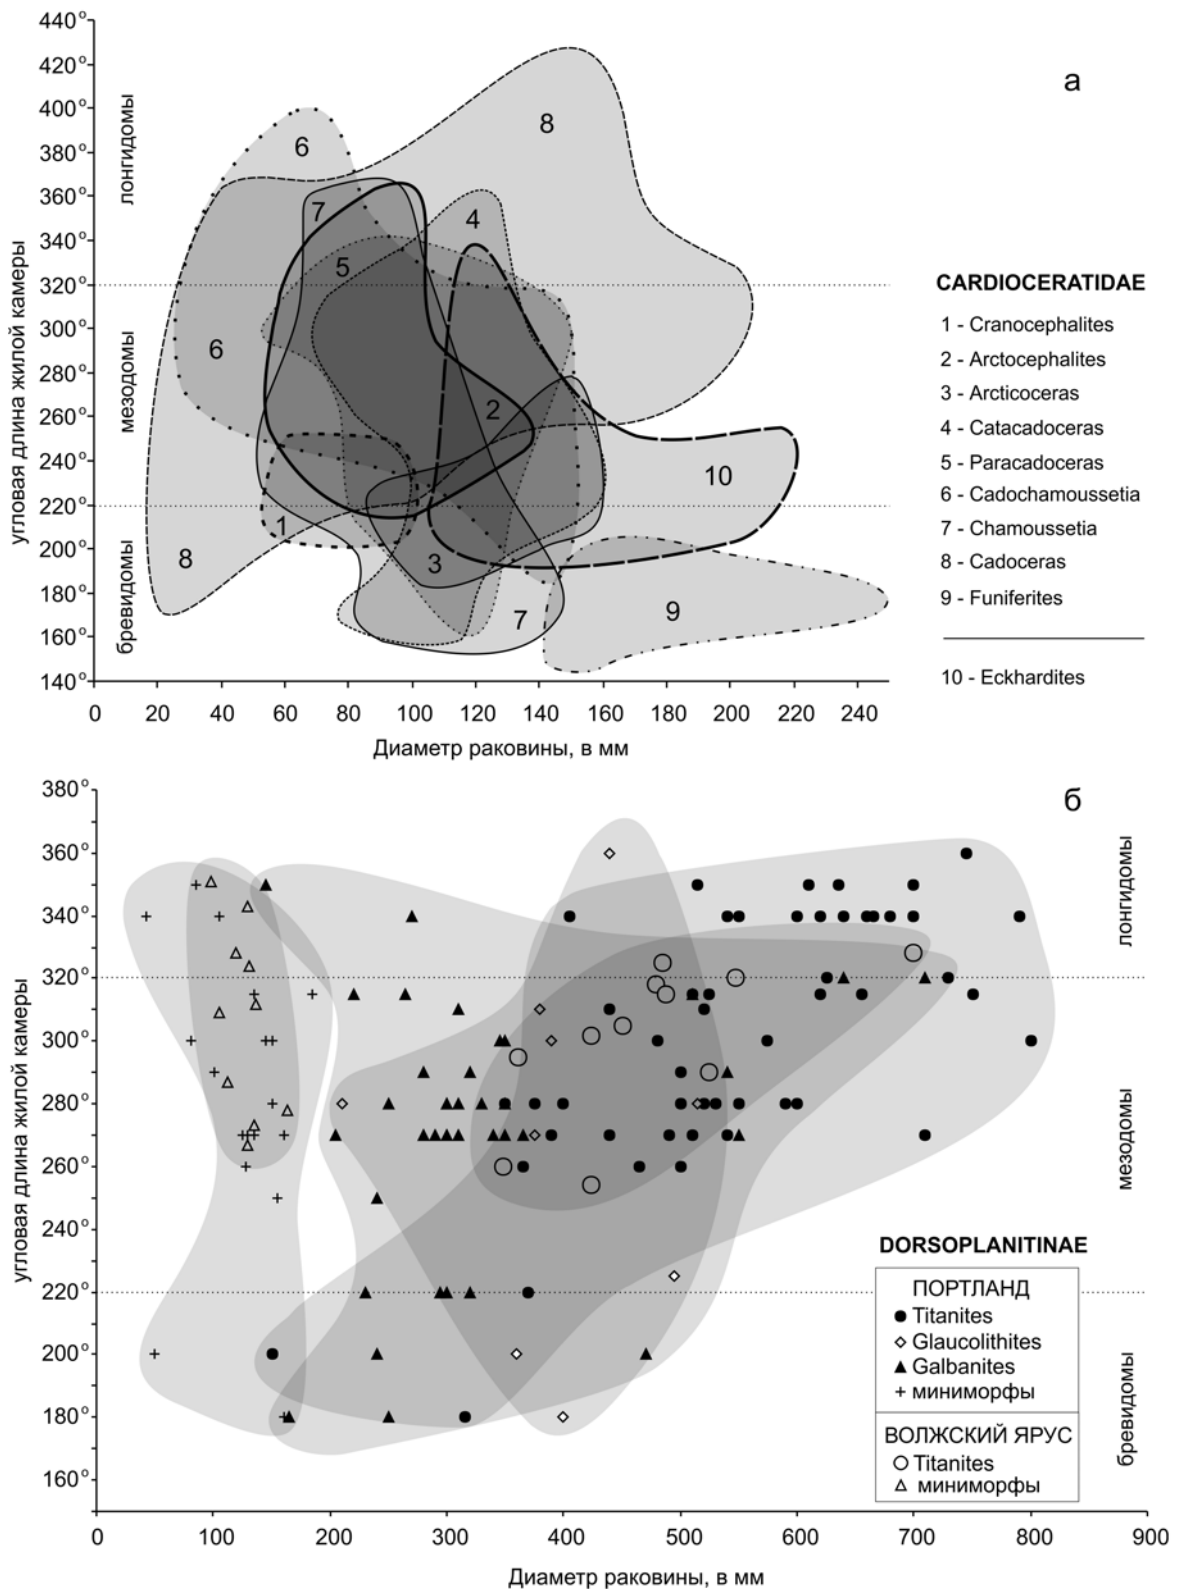 а
440°
420°
400°
380°
360°
340°
320°
300°
280°
260°
240°
220°
200°
180°
160°
140°
угловая длина жилой камеры
лонгидомы
мезодомы
бревидомы
6
8
7
4
5
6
2
10
1
8
3
7
9
0 20 40 60 80 100 120 140 160 180 200 220 240
Диаметр раковины, в мм
CARDIOCERATIDAE
1 - Cranocephalites
2 - Arctocephalites
3 - Arcticoceras
4 - Catacadoceras
5 - Paracadoceras
6 - Cadochamoussetia
7 - Chamoussetia
8 - Cadoceras
9 - Funiferites
10 - Eckhardites
б
380°
360°
340°
320°
300°
280°
260°
240°
220°
200°
180°
160°
угловая длина жилой камеры
лонгидомы
мезодомы
бревидомы
DORSOPLANITINAE
ПОРТЛАНД
Titanites
Glaucolithites
Galbanites
миниморфы
ВОЛЖСКИЙ ЯРУС
Titanites
миниморфы
0 100 200 300 400 500 600 700 800 900
Диаметр раковины, в мм